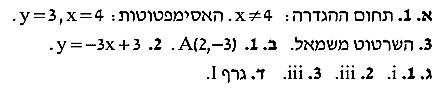 א. 1. תחום ההגדרה: x≠4. האסימפטוטות: y=3, x=4.
3. השרטוט משמאל. ב. 1. A(2,−3). 2. y=−3x+3.
ג. 1. i. 2. iii. 3. iii. ד. גרף I.